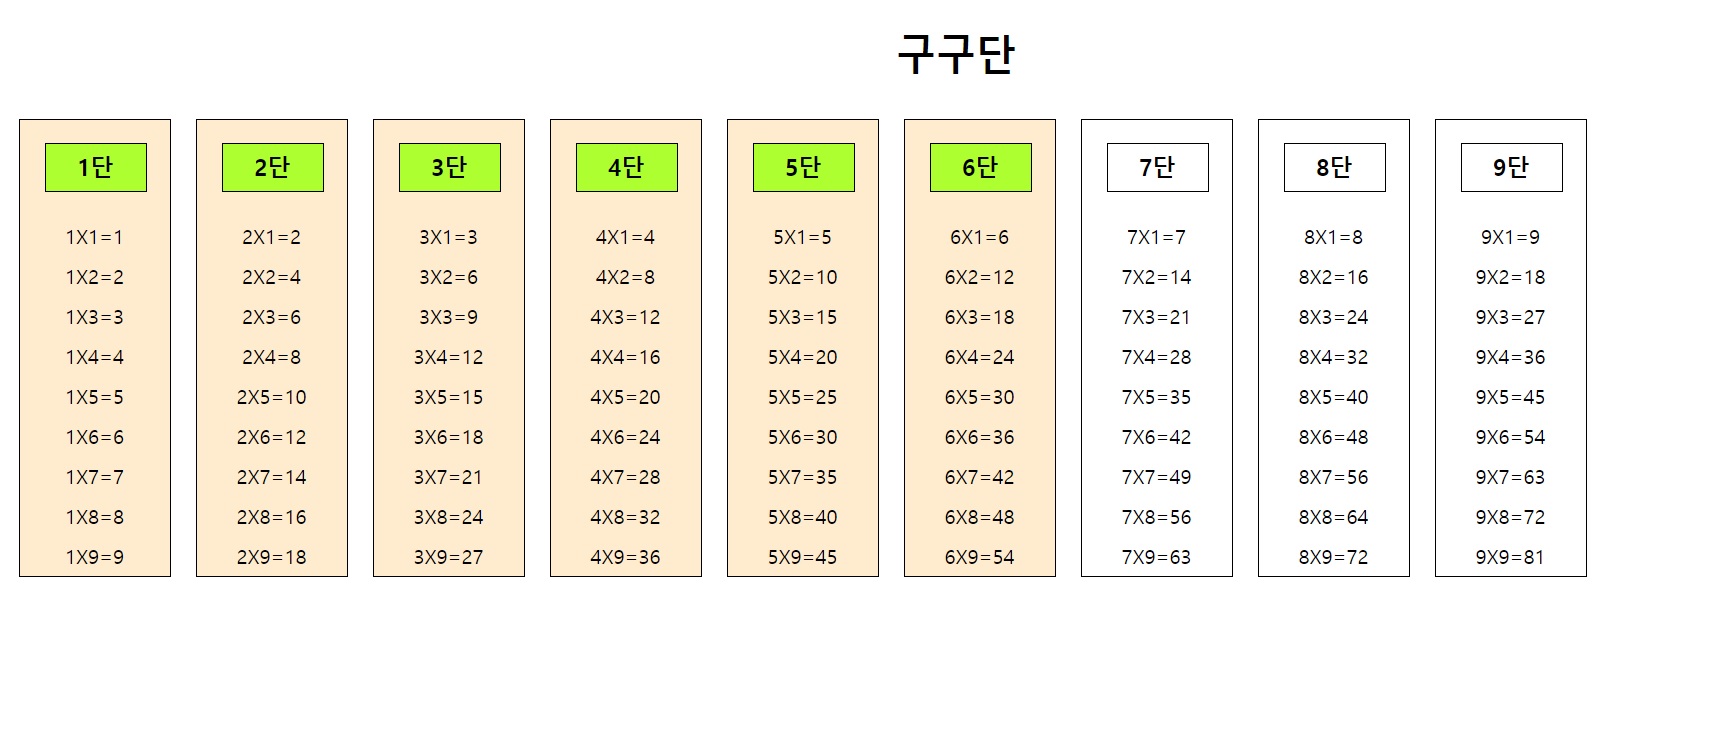 구구단
1단
1X1=1
1X2=2
1X3=3
1X4=4
1X5=5
1X6=6
1X7=7
1X8=8
1X9=9
2단
2X1=2
2X2=4
2X3=6
2X4=8
2X5=10
2X6=12
2X7=14
2X8=16
2X9=18
3단
3X1=3
3X2=6
3X3=9
3X4=12
3X5=15
3X6=18
3X7=21
3X8=24
3X9=27
4단
4X1=4
4X2=8
4X3=12
4X4=16
4X5=20
4X6=24
4X7=28
4X8=32
4X9=36
5단
5X1=5
5X2=10
5X3=15
5X4=20
5X5=25
5X6=30
5X7=35
5X8=40
5X9=45
6단
6X1=6
6X2=12
6X3=18
6X4=24
6X5=30
6X6=36
6X7=42
6X8=48
6X9=54
7단
7X1=7
7X2=14
7X3=21
7X4=28
7X5=35
7X6=42
7X7=49
7X8=56
7X9=63
8단
8X1=8
8X2=16
8X3=24
8X4=32
8X5=40
8X6=48
8X7=56
8X8=64
8X9=72
9단
9X1=9
9X2=18
9X3=27
9X4=36
9X5=45
9X6=54
9X7=63
9X8=72
9X9=81